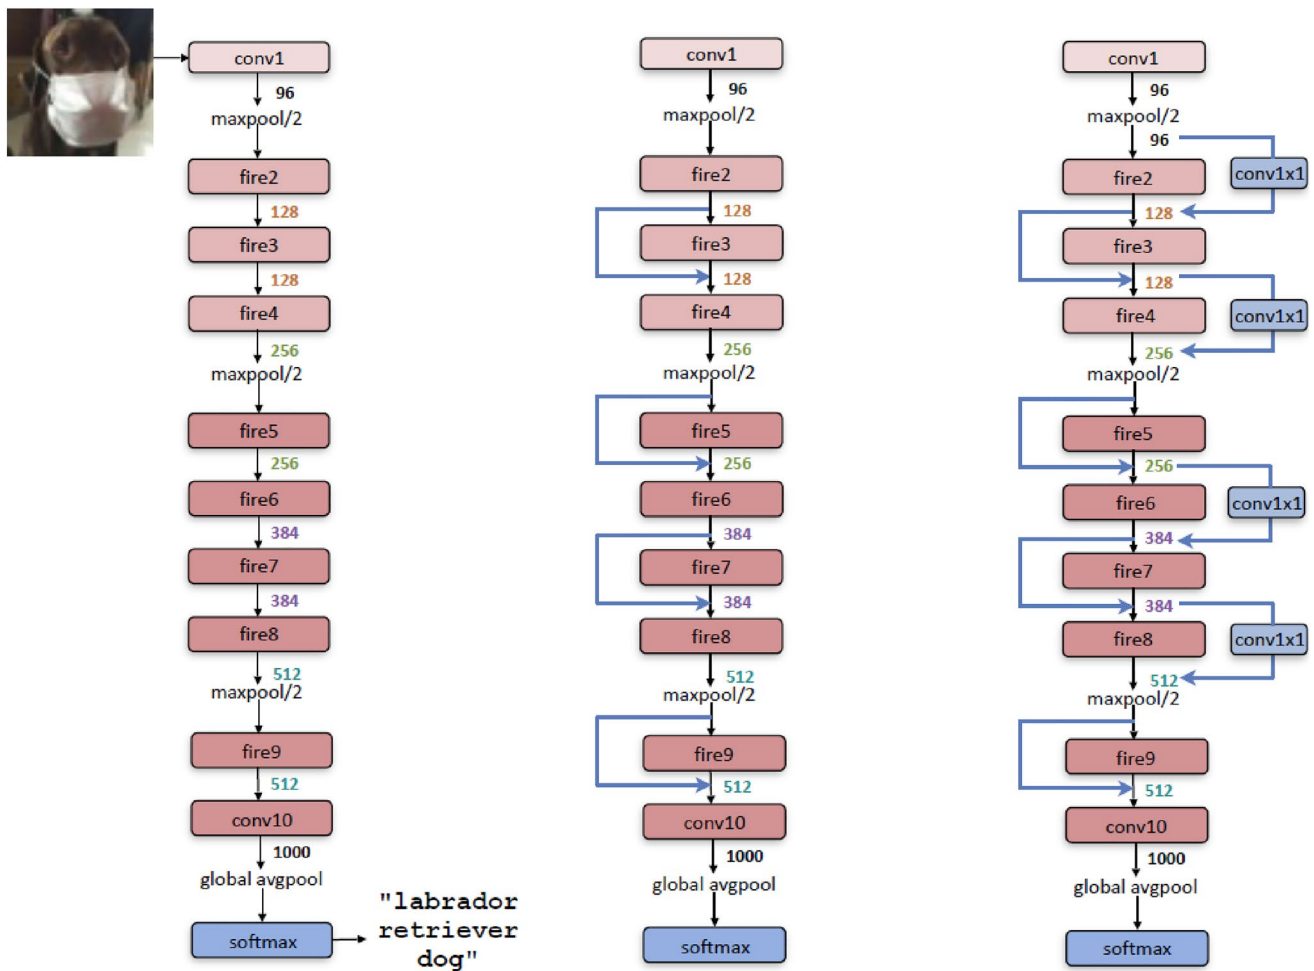 conv1
96
maxpool/2
fire2
128
fire3
128
fire4
256
maxpool/2
fire5
256
fire6
384
fire7
384
fire8
512
maxpool/2
fire9
512
conv10
1000
global avgpool
softmax
"labrador
retriever
dog"
conv1
96
maxpool/2
fire2
128
fire3
128
fire4
256
maxpool/2
fire5
256
fire6
384
fire7
384
fire8
512
maxpool/2
fire9
512
conv10
1000
global avgpool
softmax
conv1
96
maxpool/2
96
conv1x1
fire2
128
fire3
128
fire4
conv1x1
256
maxpool/2
fire5
256
fire6
conv1x1
384
fire7
384
fire8
conv1x1
512
maxpool/2
fire9
512
conv10
1000
global avgpool
softmax